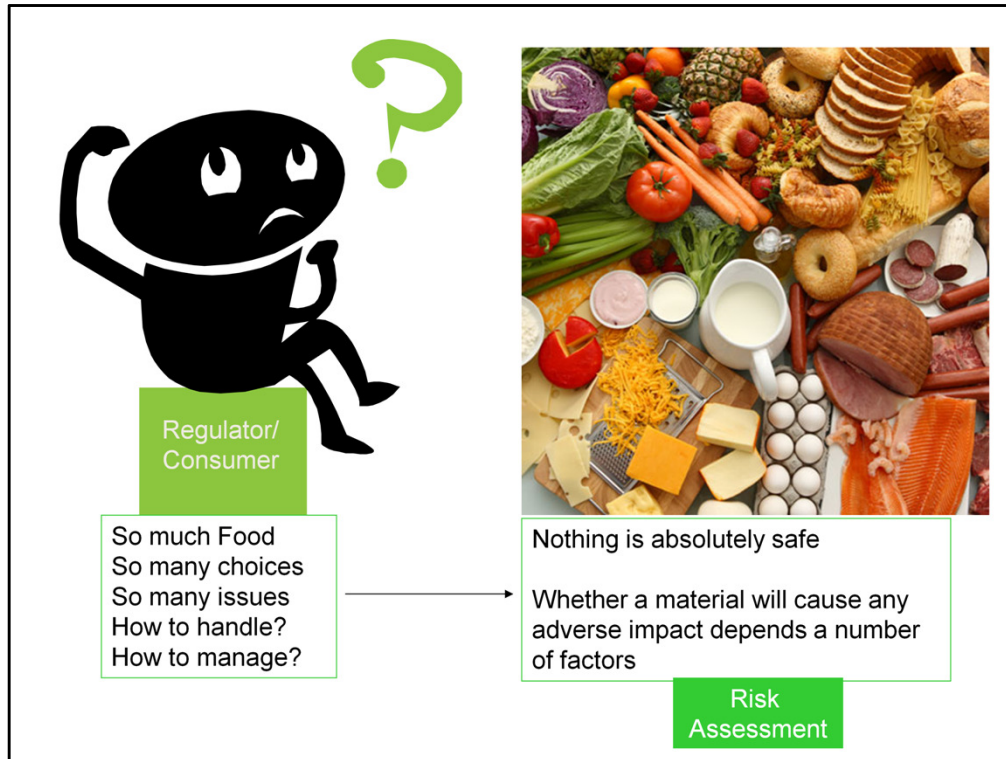 ?
Regulator/
Consumer
So much Food
So many choices
So many issues
How to handle?
How to manage?
Nothing is absolutely safe
Whether a material will cause any
adverse impact depends a number
of factors
Risk
Assessment